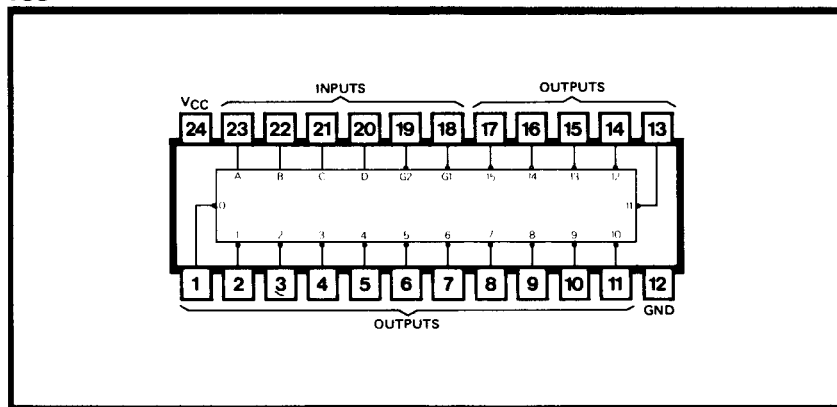 INPUTS OUTPUTS
VCC
24 23 22 21 20 19 18 17 16 15 14 13
A B C D G2 G1 15 14 13 12
0 11
1 2 3 4 5 6 7 8 9 10
1 2 3 4 5 6 7 8 9 10 11 12
OUTPUTS GND